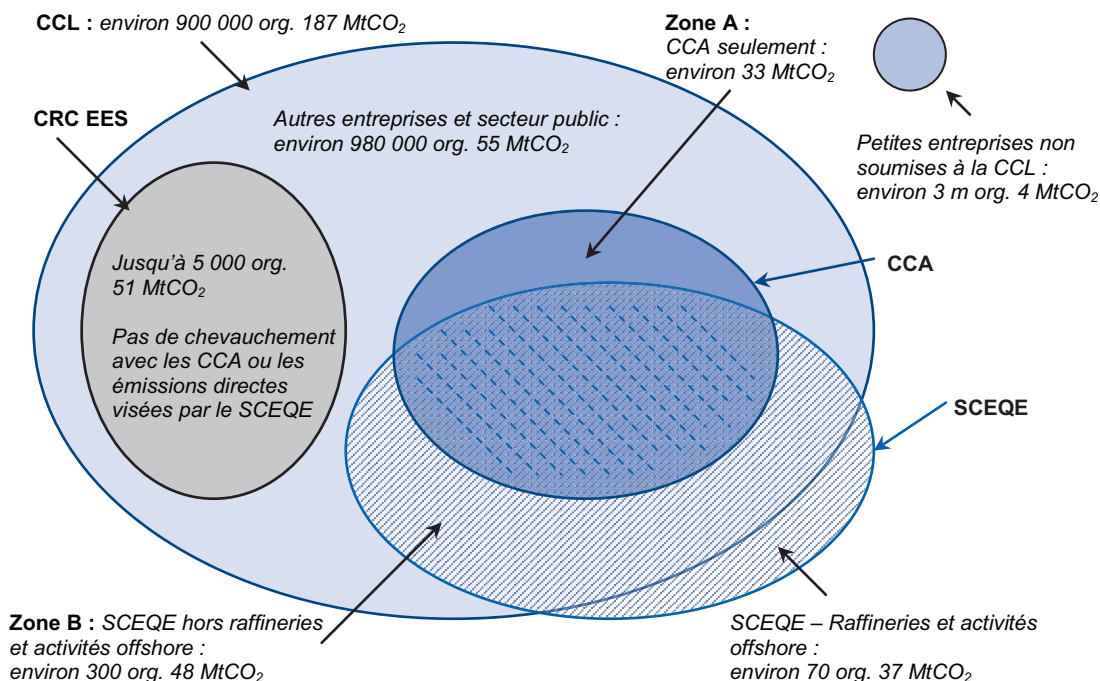 CCL : environ 900 000 org. 187 MtCO₂
Zone A :
CCA seulement :
environ 33 MtCO₂
CRC EES
Autres entreprises et secteur public :
environ 980 000 org. 55 MtCO₂
Petites entreprises non
soumises à la CCL :
environ 3 m org. 4 MtCO₂
Jusqu'à 5 000 org.
51 MtCO₂
Pas de chevauchement
avec les CCA ou les
émissions directes
visées par le SCEQE
CCA
SCEQE
Zone B : SCEQE hors raffineries
et activités offshore :
environ 300 org. 48 MtCO₂
SCEQE – Raffineries et activités
offshore :
environ 70 org. 37 MtCO₂